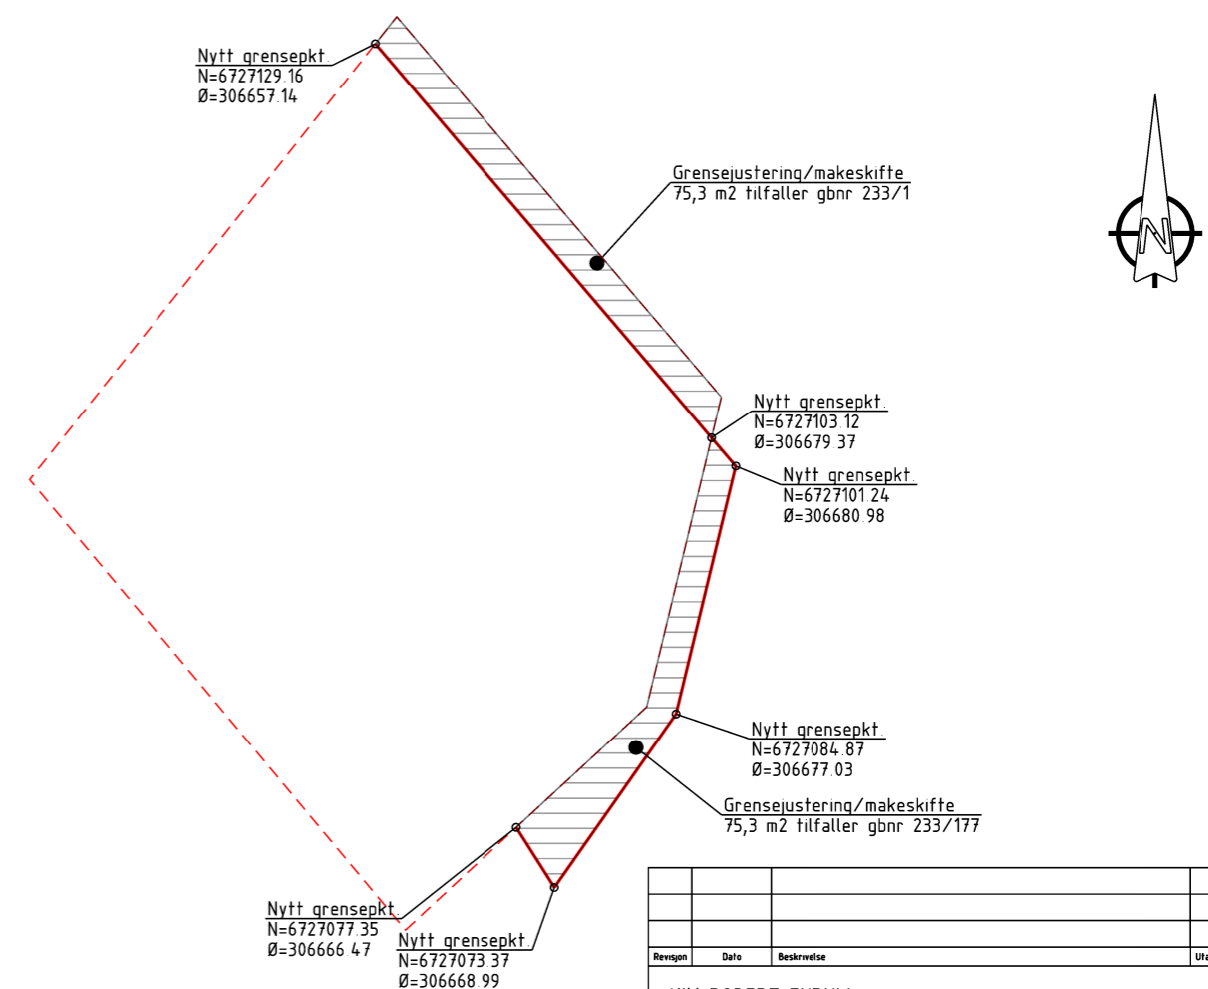 Nytt grensepkt.
N=6727129.16
Ø=306657.14
Grensejustering/makeskifte
75,3 m2 tilfaller gbnr 233/1
N
Nytt grensepkt.
N=6727103.12
Ø=306679.37
Nytt grensepkt.
N=6727101.24
Ø=306680.98
Nytt grensepkt.
N=6727084.87
Ø=306677.03
Grensejustering/makeskifte
75,3 m2 tilfaller gbnr 233/177
Nytt grensepkt.
N=6727077.35
Ø=306666.47
Nytt grensepkt.
N=6727073.37
Ø=306668.99
Revisjon Dato Beskrivelse